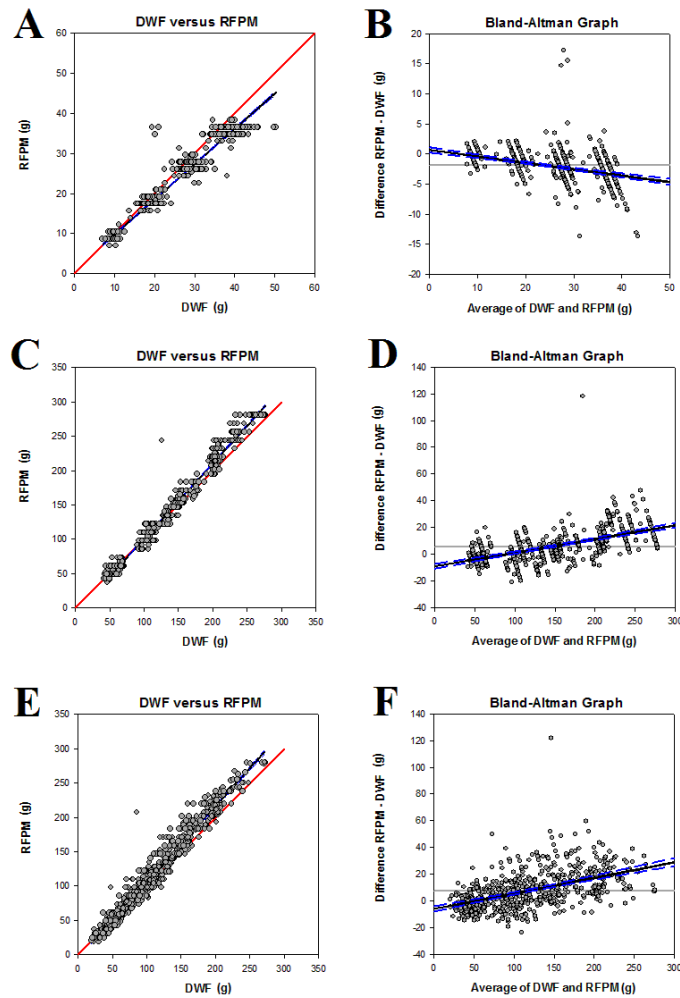 A
DWF versus RFPM
60
50
40
30
20
10
0
RFPM (g)
0 10 20 30 40 50 60
DWF (g)
B
Bland-Altman Graph
20
15
10
5
0
-5
-10
-15
-20
Difference RFPM - DWF (g)
0 10 20 30 40 50
Average of DWF and RFPM (g)
C
DWF versus RFPM
350
300
250
200
150
100
50
0
RFPM (g)
0 50 100 150 200 250 300 350
DWF (g)
D
Bland-Altman Graph
140
120
100
80
60
40
20
0
-20
-40
Difference RFPM - DWF (g)
0 50 100 150 200 250 300
Average of DWF and RFPM (g)
E
DWF versus RFPM
350
300
250
200
150
100
50
0
RFPM (g)
0 50 100 150 200 250 300 350
DWF (g)
F
Bland-Altman Graph
140
120
100
80
60
40
20
0
-20
-40
Difference RFPM - DWF (g)
0 50 100 150 200 250 300
Average of DWF and RFPM (g)